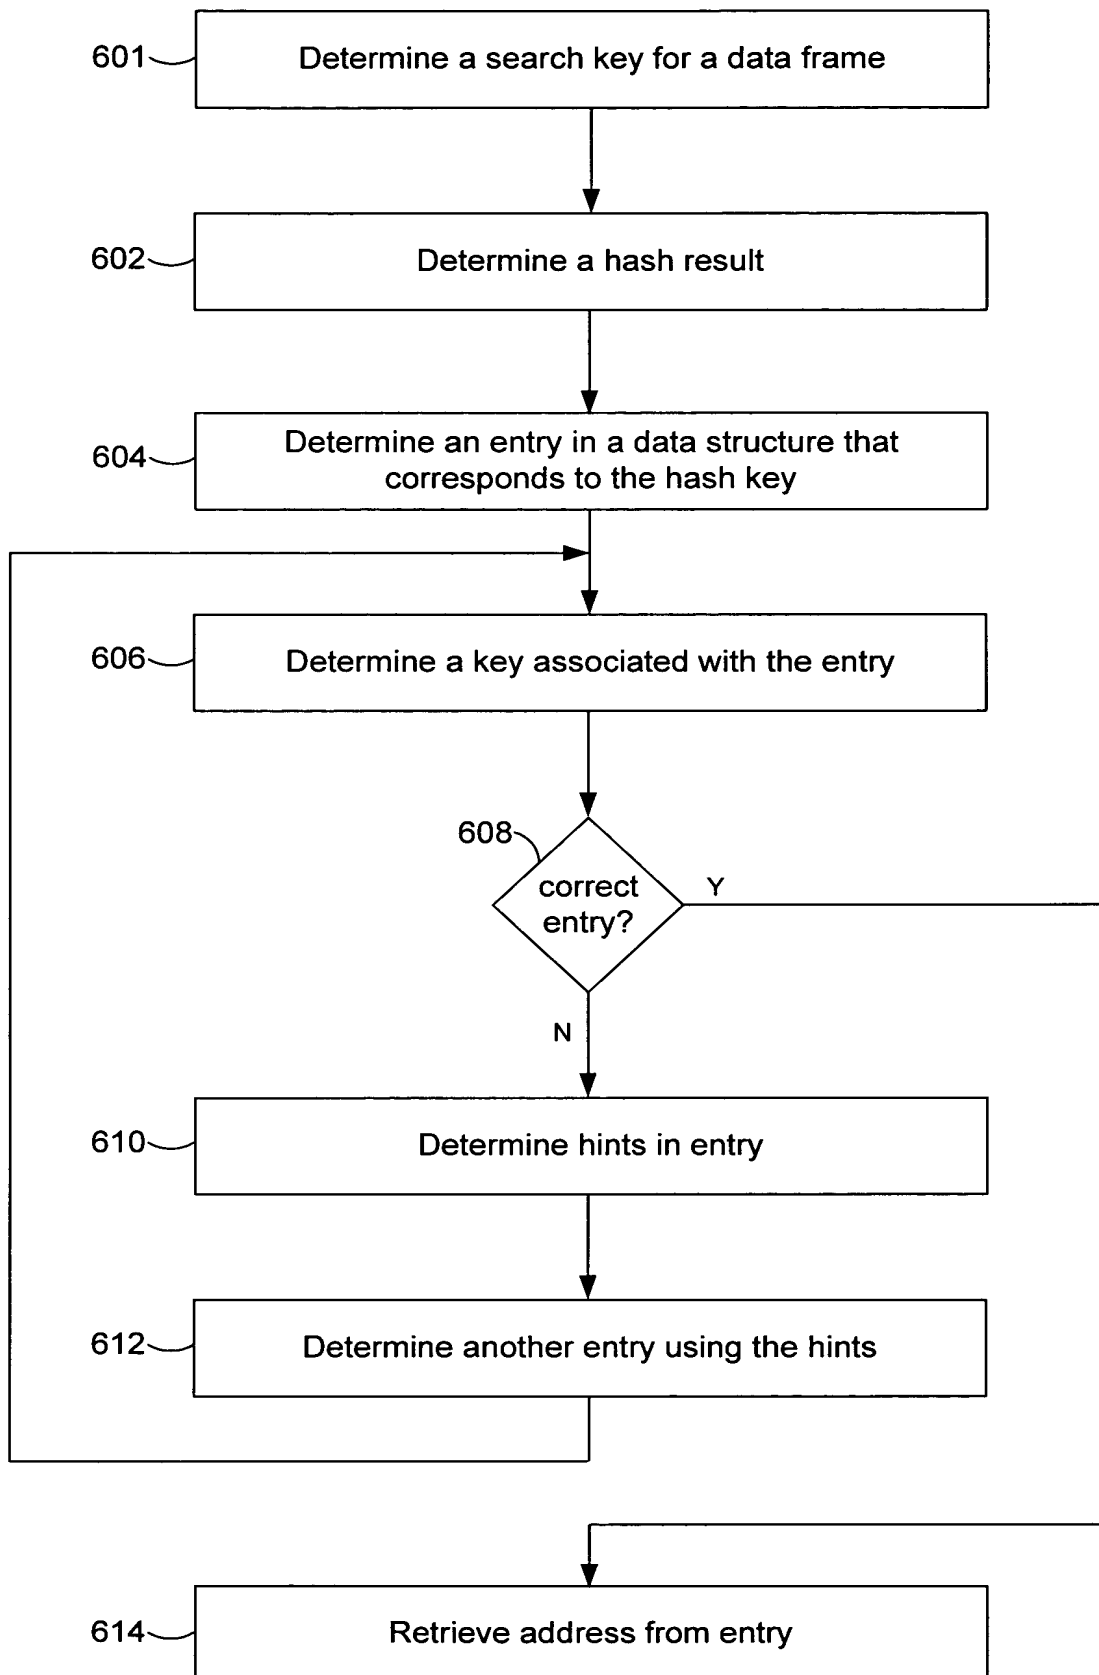 601
Determine a search key for a data frame
602
Determine a hash result
604
Determine an entry in a data structure that
corresponds to the hash key
606
Determine a key associated with the entry
608
correct
entry?
Y
N
610
Determine hints in entry
612
Determine another entry using the hints
614
Retrieve address from entry